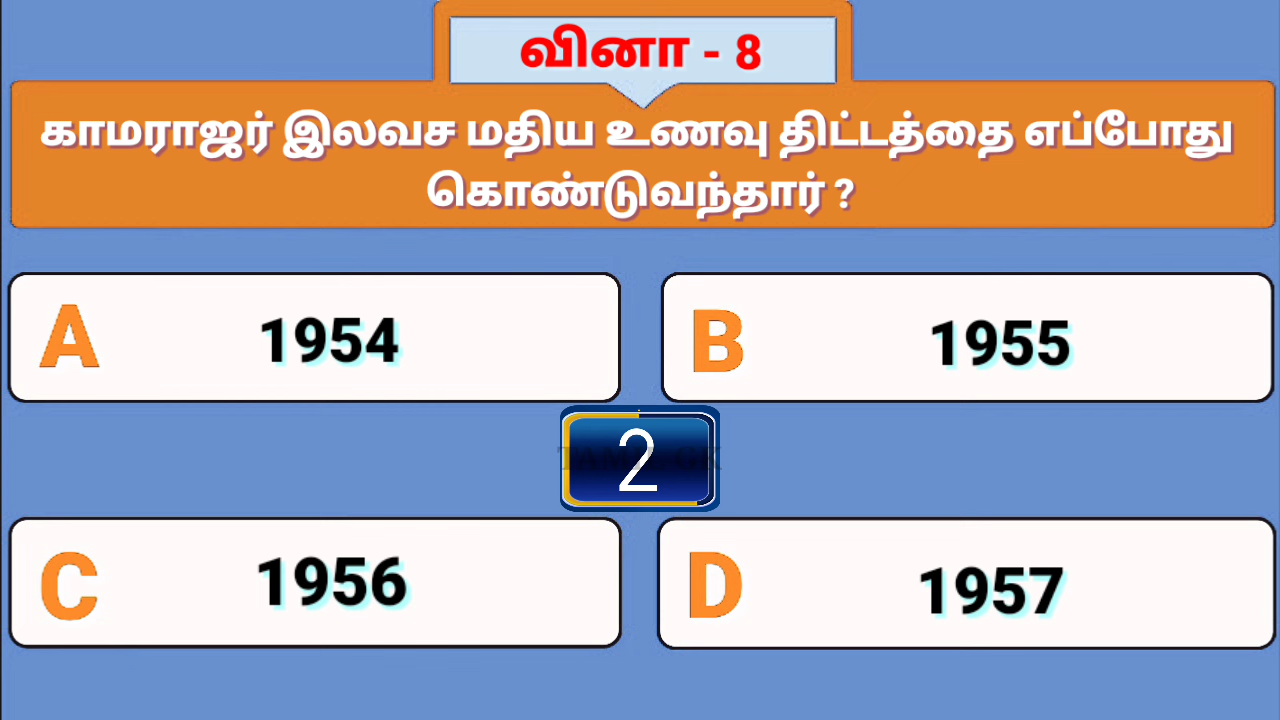 வினா - 8
காமராஜர் இலவச மதிய உணவு திட்டத்தை எப்போது
கொண்டுவந்தார் ?
A 1954
B 1955
2
C 1956
D 1957